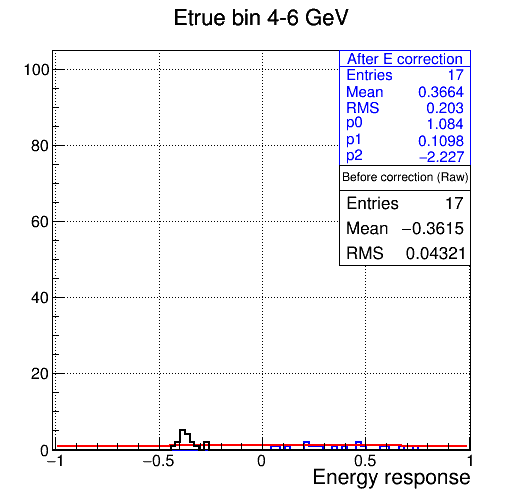 Etrue bin 4-6 GeV
After E correction
Entries 17
Mean 0.3664
RMS 0.203
p0 1.084
p1 0.1098
p2 −2.227
Before correction (Raw)
Entries 17
Mean −0.3615
RMS 0.04321
100
80
60
40
20
0
−1 −0.5 0 0.5 1
Energy response